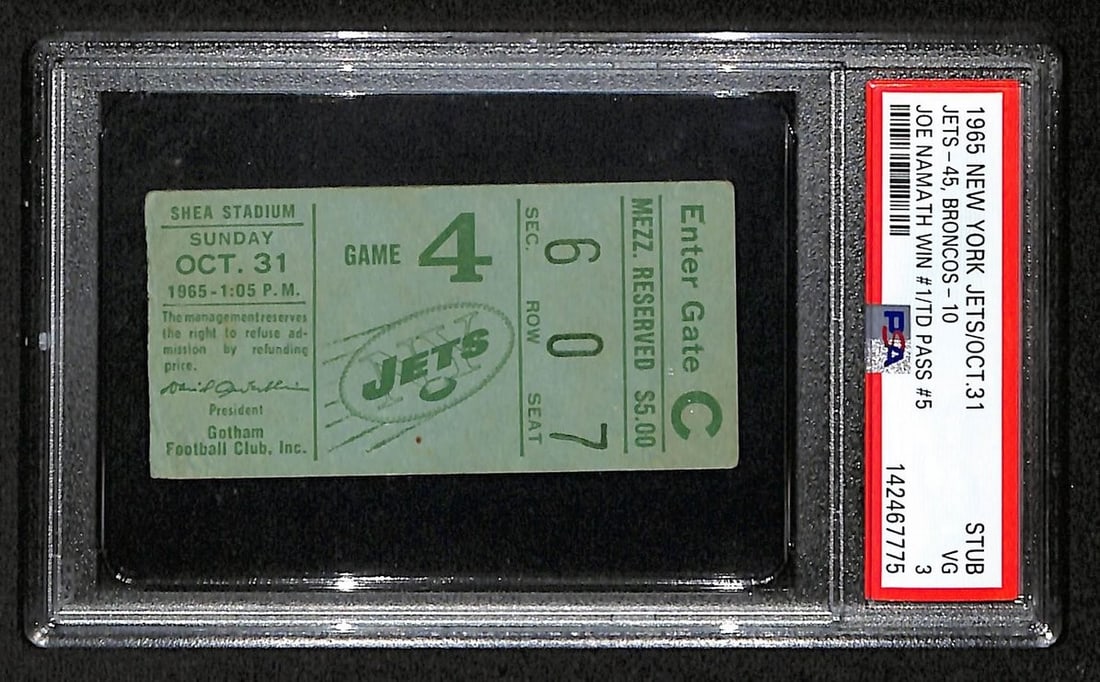 SHEA STADIUM
SUNDAY
OCT. 31
1965-1:05 P.M.
The management reserves
the right to refuse ad-
mission by refunding
price.
President
Gotham
Football Club, Inc.
GAME 4
NY
JETS
SEC. 6 ROW O SEAT 7
MEZZ. RESERVED $5.00
Enter Gate C
1965 NEW YORK JETS/OCT.31 STUB
JETS-45, BRONCOS-10 VG
JOE NAMATH WIN #1/TD PASS #5 3
142467775
PSA